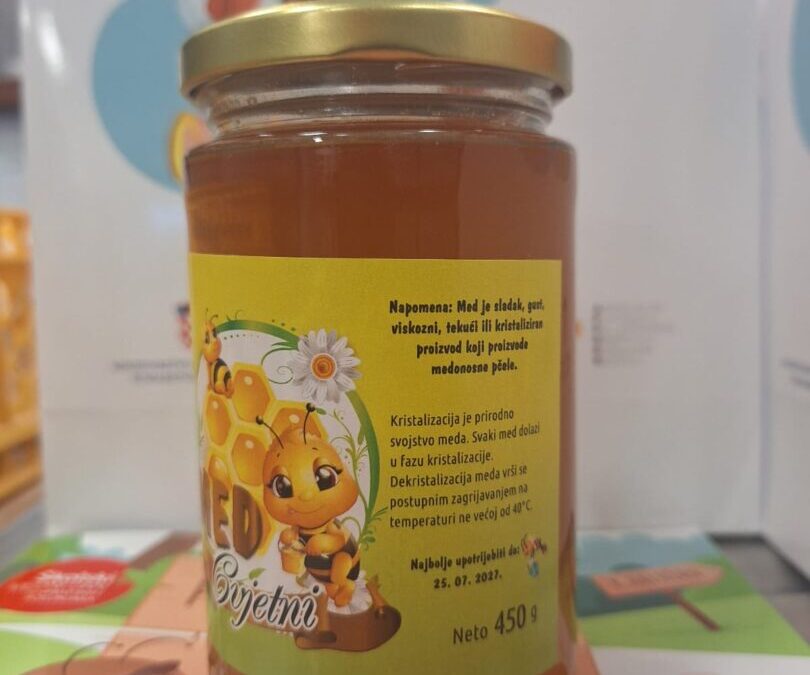 Napomena: Med je sladak, gust,
viskozni, tekući ili kristaliziran
proizvod koji proizvode
medonosne pčele.
Kristalizacija je prirodno
svojstvo meda. Svaki med dolazi
u fazu kristalizacije.
Dekristalizacija meda vrši se
postupnim zagrijavanjem na
temperaturi ne većoj od 40°C.
MED
Cvjetni
Najbolje upotrijebiti do:
25. 07. 2027.
Neto 450 g